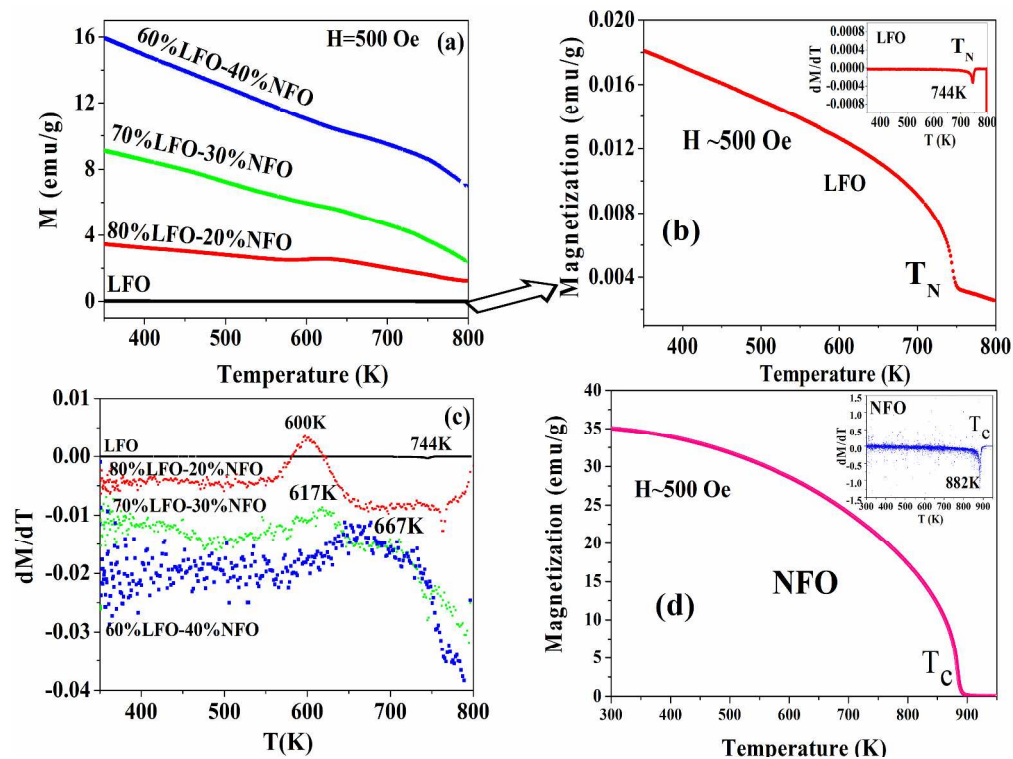 (a)
H=500 Oe
60%LFO-40%NFO
70%LFO-30%NFO
80%LFO-20%NFO
LFO
M (emu/g)
16
12
8
4
0
400 500 600 700 800
Temperature (K)
(b)
H ~500 Oe
LFO
T_N
Magnetization (emu/g)
0.020
0.016
0.012
0.008
0.004
400 500 600 700 800
Temperature (K)
LFO
T_N
744K
dM/dT
0.0008
0.0004
0.0000
-0.0004
-0.0008
400 500 600 700 800
T (K)
(c)
600K
744K
LFO
80%LFO-20%NFO
617K
70%LFO-30%NFO
667K
60%LFO-40%NFO
dM/dT
0.01
0.00
-0.01
-0.02
-0.03
-0.04
400 500 600 700 800
T(K)
H~500 Oe
NFO
(d)
T_c
Magnetization (emu/g)
40
35
30
25
20
15
10
5
0
300 400 500 600 700 800 900
Temperature (K)
NFO
T_c
882K
dM/dT
1.5
1.0
0.5
0.0
-0.5
-1.0
-1.5
300 400 500 600 700 800 900
T (K)